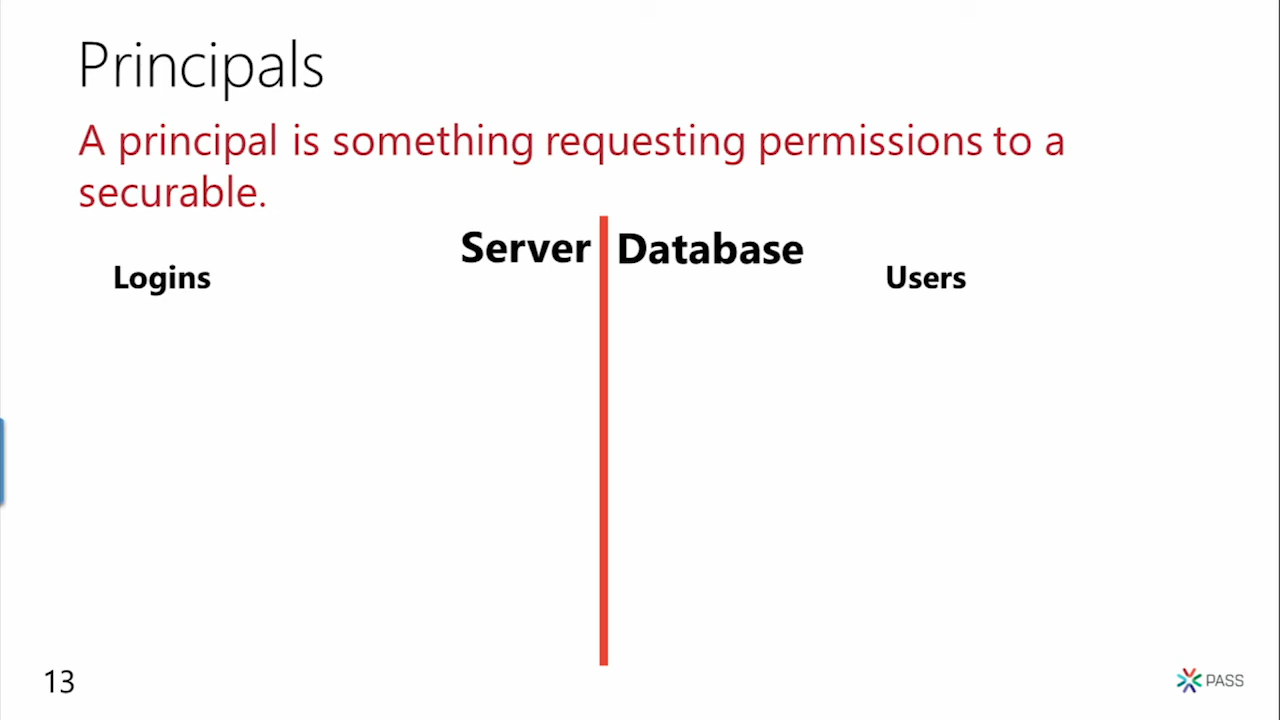 Principals
A principal is something requesting permissions to a
securable.
Server
Database
Logins
Users
13
PASS